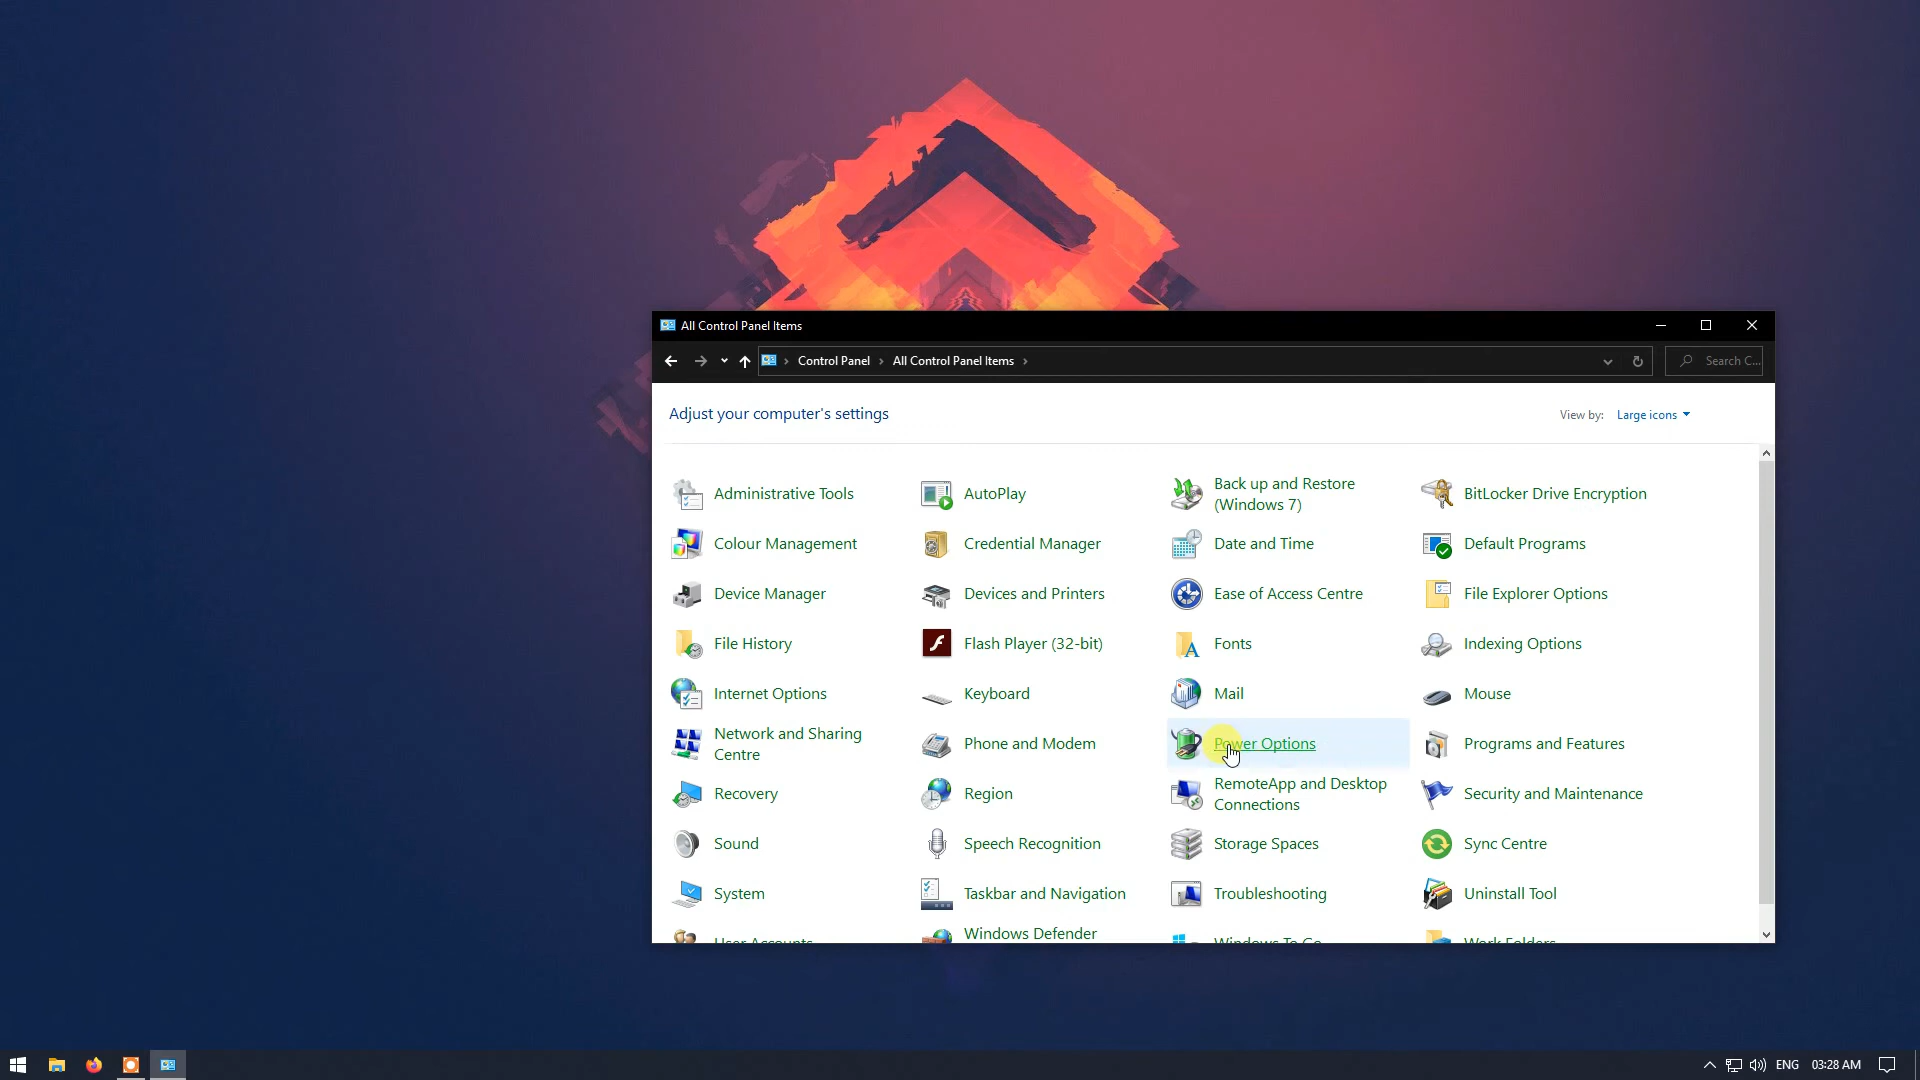 All Control Panel Items
Control Panel
All Control Panel Items
Search C...
Adjust your computer's settings
View by:
Large icons
Administrative Tools
AutoPlay
Back up and Restore
(Windows 7)
BitLocker Drive Encryption
Colour Management
Credential Manager
Date and Time
Default Programs
Device Manager
Devices and Printers
Ease of Access Centre
File Explorer Options
File History
Flash Player (32-bit)
Fonts
Indexing Options
Internet Options
Keyboard
Mail
Mouse
Network and Sharing
Centre
Phone and Modem
Power Options
Programs and Features
Recovery
Region
RemoteApp and Desktop
Connections
Security and Maintenance
Sound
Speech Recognition
Storage Spaces
Sync Centre
System
Taskbar and Navigation
Troubleshooting
Uninstall Tool
User Accounts
Windows Defender
Windows To Go
Work Folders
ENG
03:28 AM